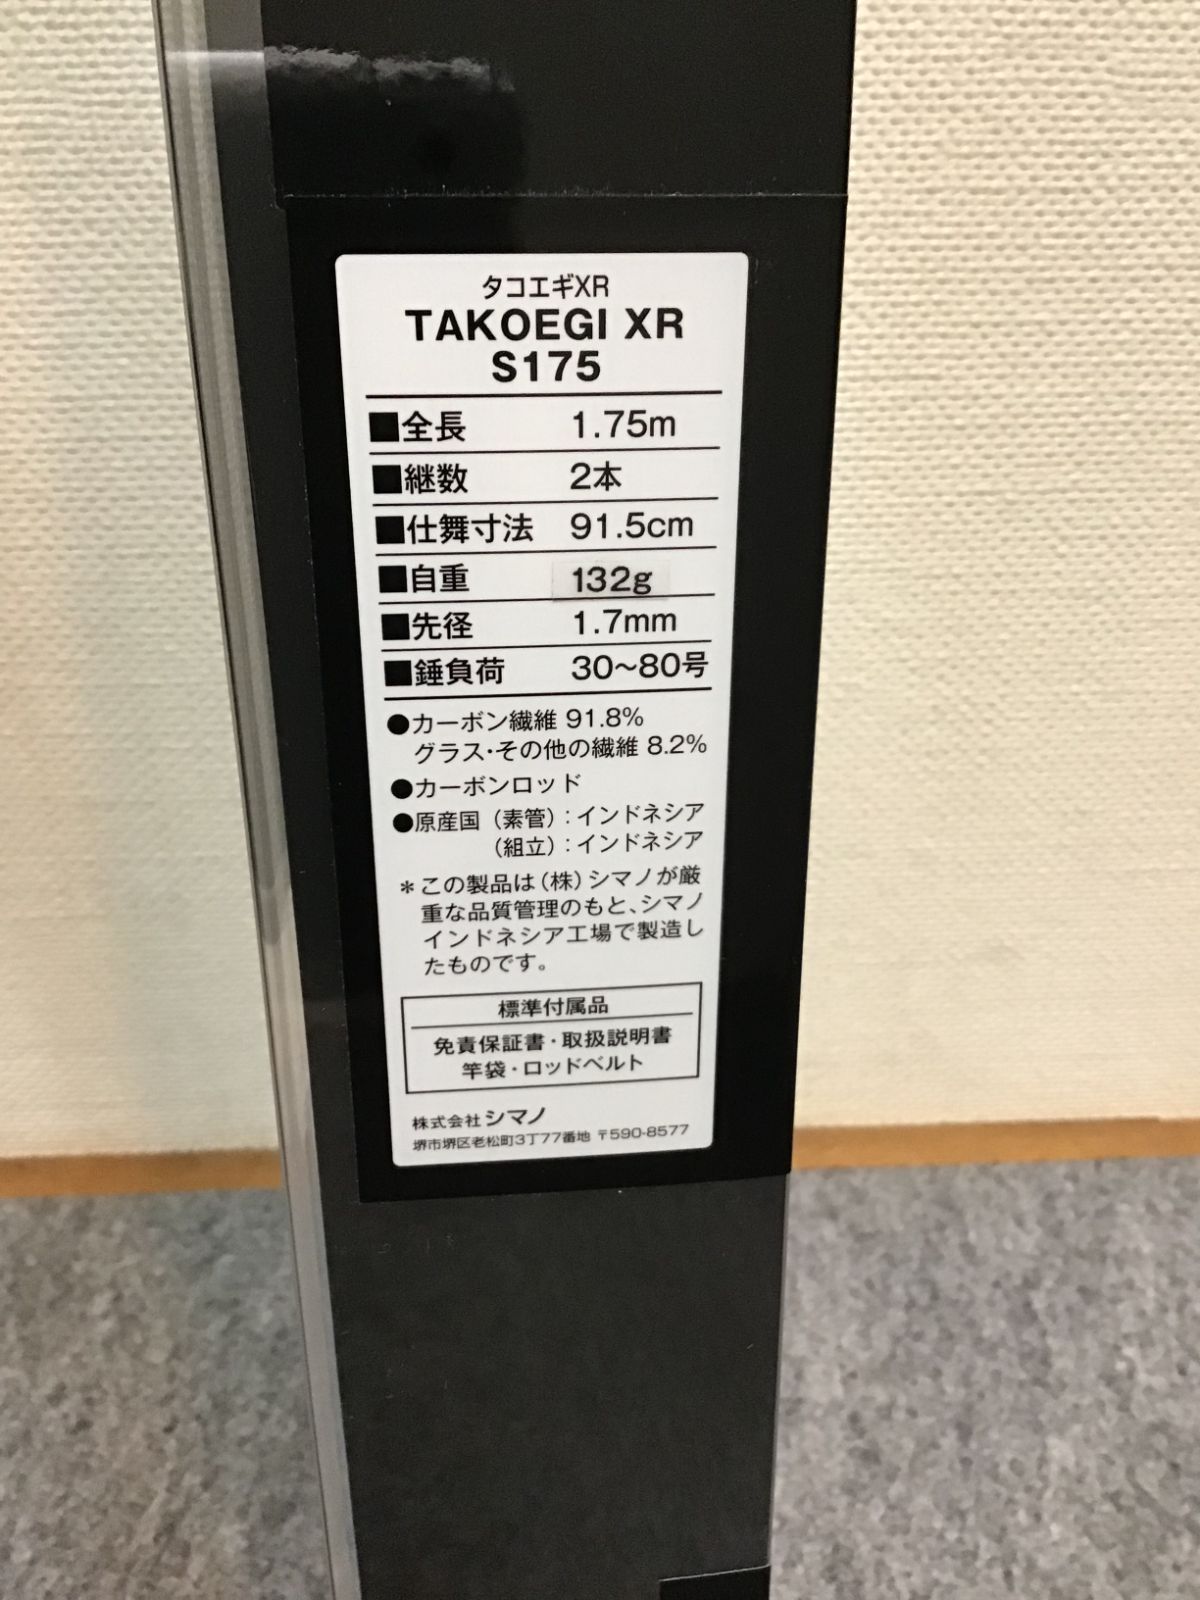 タコエギXR
TAKOEGI XR
S175
■全長 1.75m
■継数 2本
■仕舞寸法 91.5cm
■自重 132g
■先径 1.7mm
■錘負荷 30〜80号
●カーボン繊維 91.8%
グラス・その他の繊維 8.2%
●カーボンロッド
●原産国（素管）：インドネシア
（組立）：インドネシア
＊この製品は（株）シマノが厳
重な品質管理のもと、シマノ
インドネシア工場で製造し
たものです。
標準付属品
免責保証書・取扱説明書
竿袋・ロッドベルト
株式会社シマノ
堺市堺区老松町3丁77番地 〒590-8577